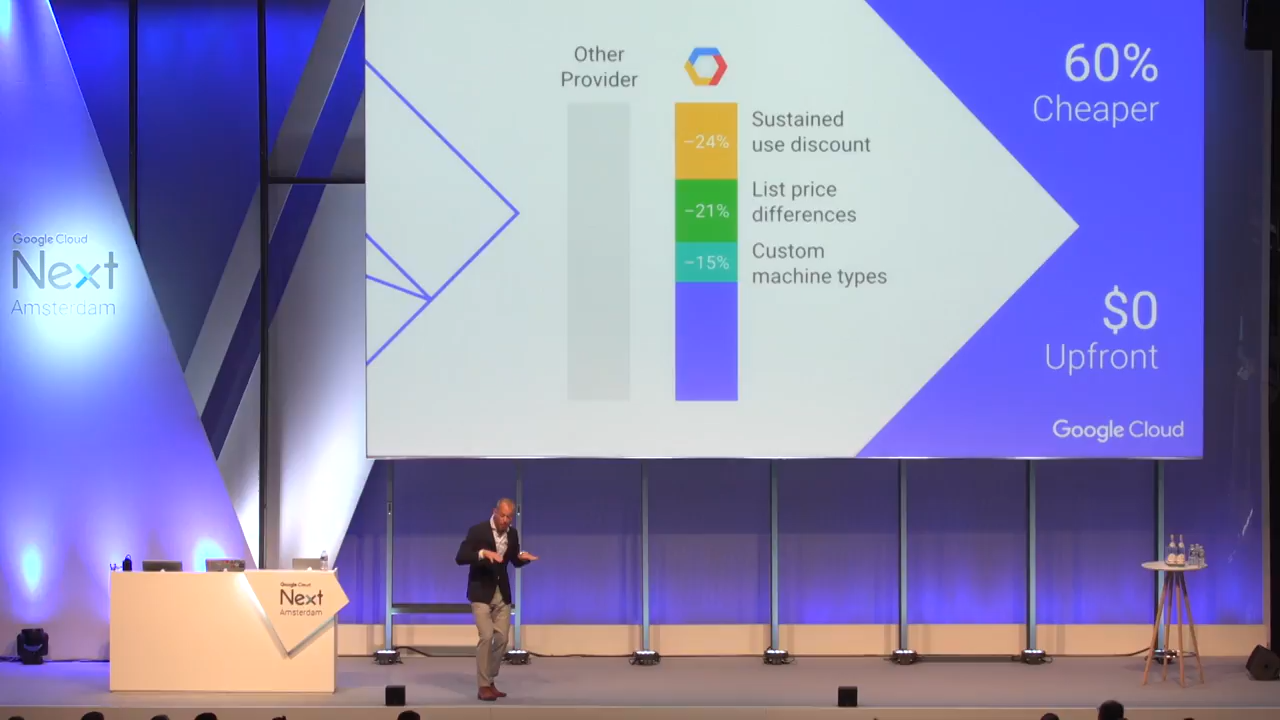 Other
Provider
−24%
Sustained
use discount
−21%
List price
differences
−15%
Custom
machine types
60%
Cheaper
$0
Upfront
Google Cloud
Google Cloud
Next
Amsterdam
Google Cloud
Next
Amsterdam